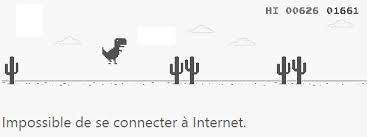 HI 00626 01661
Impossible de se connecter à Internet.